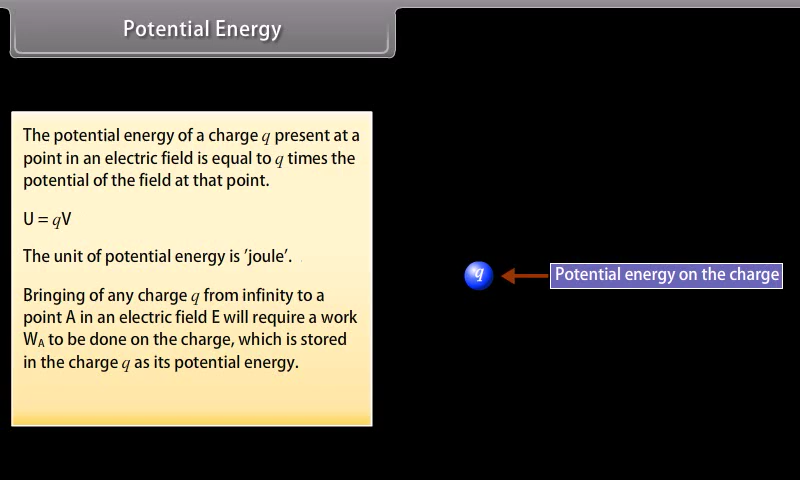 Potential Energy
The potential energy of a charge q present at a
point in an electric field is equal to q times the
potential of the field at that point.
U = qV
The unit of potential energy is ‘joule’.
Bringing of any charge q from infinity to a
point A in an electric field E will require a work
W_A to be done on the charge, which is stored
in the charge q as its potential energy.
q
Potential energy on the charge